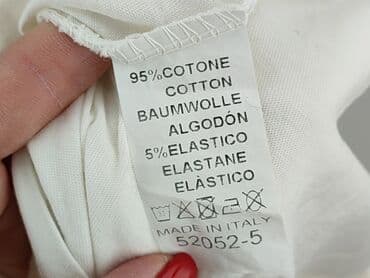 95%COTONE
COTTON
BAUMWOLLE
ALGODÓN
5%ELASTICO
ELASTANE
ELÀSTICO
MADE IN ITALY
52052-5